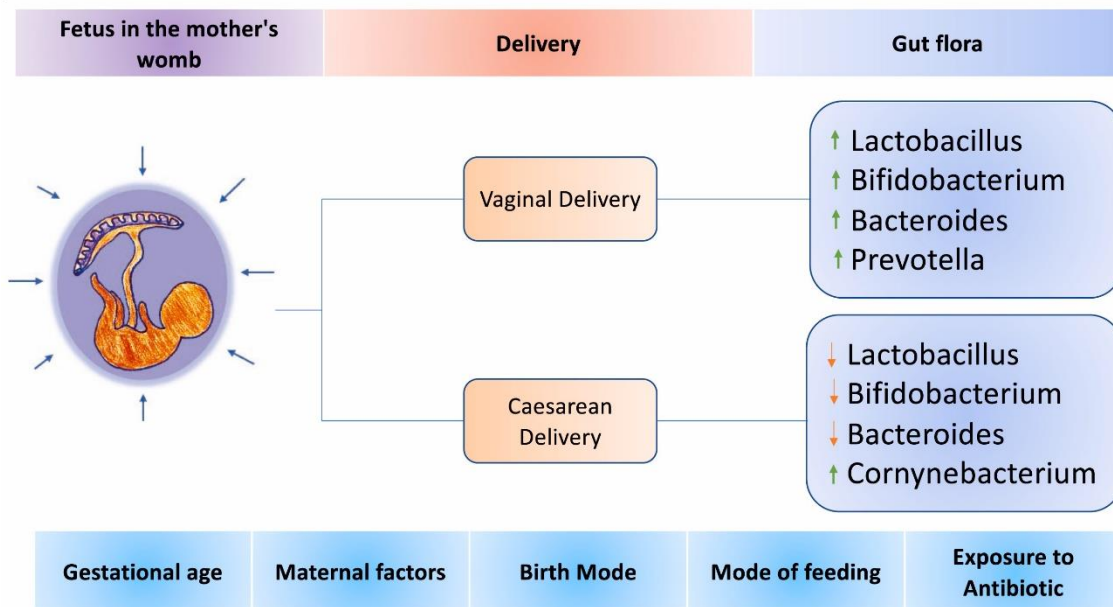 Fetus in the mother's
womb
Delivery
Gut flora
Vaginal Delivery
↑ Lactobacillus
↑ Bifidobacterium
↑ Bacteroides
↑ Prevotella
Caesarean
Delivery
↓ Lactobacillus
↓ Bifidobacterium
↓ Bacteroides
↑ Cornynebacterium
Gestational age
Maternal factors
Birth Mode
Mode of feeding
Exposure to
Antibiotic